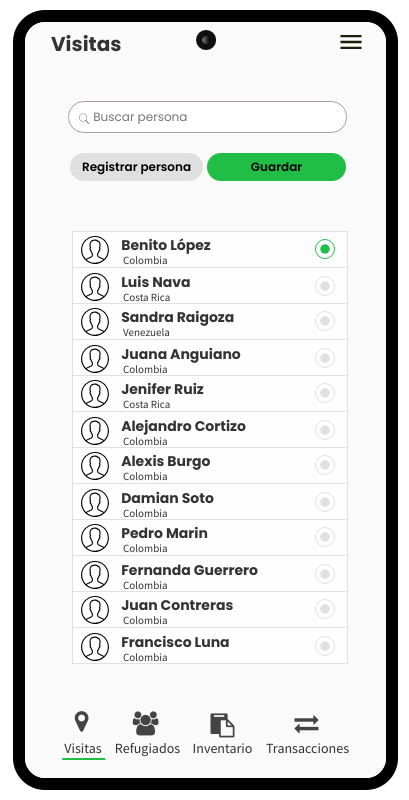 Visitas
Buscar persona
Registrar persona
Guardar
Benito López
Colombia
Luis Nava
Costa Rica
Sandra Raigoza
Venezuela
Juana Anguiano
Colombia
Jenifer Ruiz
Costa Rica
Alejandro Cortizo
Colombia
Alexis Burgo
Colombia
Damian Soto
Colombia
Pedro Marin
Colombia
Fernanda Guerrero
Colombia
Juan Contreras
Colombia
Francisco Luna
Colombia
Visitas
Refugiados
Inventario
Transacciones